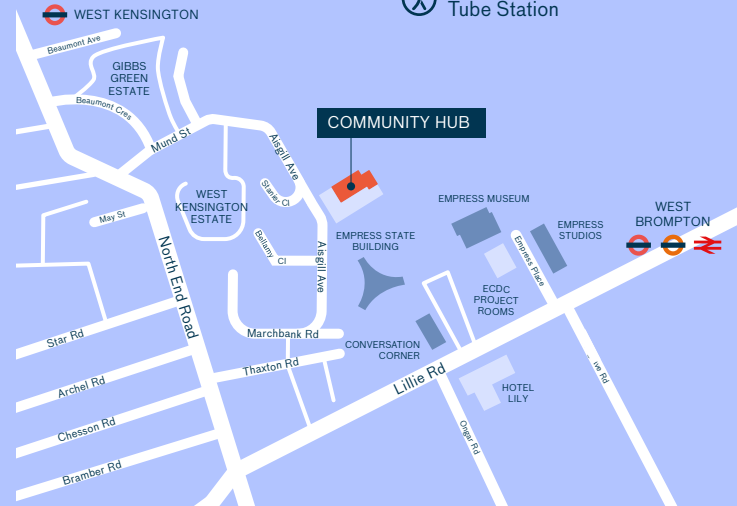 WEST KENSINGTON
Tube Station
Beaumont Ave
GIBBS
GREEN
ESTATE
Beaumont Cres
Mund St
Aisgill Ave
COMMUNITY HUB
WEST
KENSINGTON
ESTATE
Stanier Cl
May St
Bellamy Cl
EMPRESS MUSEUM
WEST
BROMPTON
EMPRESS
STUDIOS
EMPRESS STATE
BUILDING
Empress Place
Aisgill Ave
North End Road
ECDC
PROJECT
ROOMS
Star Rd
Marchbank Rd
CONVERSATION
CORNER
Thaxton Rd
Lillie Rd
ive Rd
Archel Rd
HOTEL
LILY
Chesson Rd
Ongar Rd
Bramber Rd